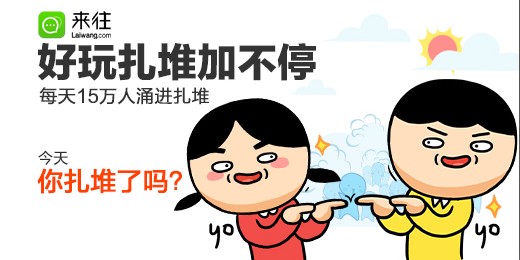 来往
Laiwang.com
好玩扎堆加不停
每天15万人涌进扎堆
今天
你扎堆了吗?
yo
yo